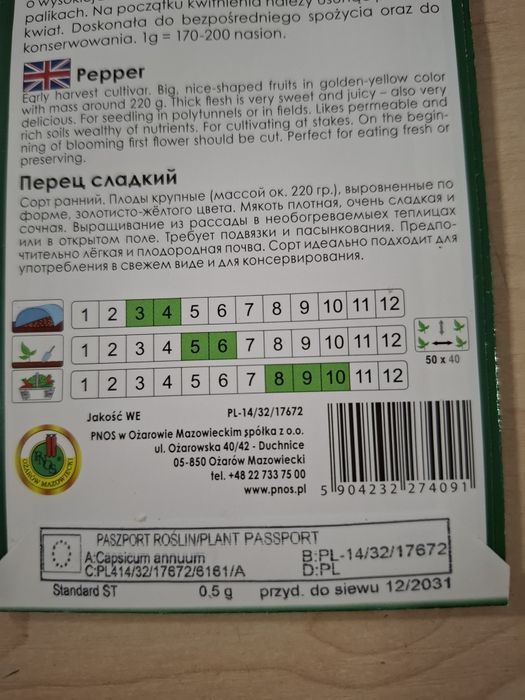 palikach. Na początku kwitnienia należy usunąć p
kwiat. Doskonała do bezpośredniego spożycia oraz do
konserwowania. 1g = 170-200 nasion.
Pepper
Early harvest cultivar. Big, nice-shaped fruits in golden-yellow color
with mass around 220 g. Thick flesh is very sweet and juicy – also very
delicious. For seedling in polytunnels or in fields. Likes permeable and
rich soils wealthy of nutrients. For cultivating at stakes. On the begin-
ning of blooming first flower should be cut. Perfect for eating fresh or
preserving.
Перец сладкий
Сорт ранний. Плоды крупные (массой ок. 220 гр.), выровненные по
форме, золотисто-жёлтого цвета. Мякоть плотная, очень сладкая и
сочная. Выращивание из рассады в необогреваемыех теплицах
или в открытом поле. Требует подвязки и пасынкования. Предпо-
чтительно лёгкая и плодородная почва. Сорт идеально подходит для
употребления в свежем виде и для консервирования.
1 2 3 4 5 6 7 8 9 10 11 12
1 2 3 4 5 6 7 8 9 10 11 12
1 2 3 4 5 6 7 8 9 10 11 12
50 x 40
Jakość WE PL-14/32/17672
PNOS w Ożarowie Mazowieckim spółka z o.o.
ul. Ożarowska 40/42 - Duchnice
05-850 Ożarów Mazowiecki
tel. +48 22 733 75 00
www.pnos.pl
PNOS
OŻARÓW MAZOWIECKI
5 904232 274091
PASZPORT ROŚLIN/PLANT PASSPORT
A:Capsicum annuum B:PL-14/32/17672
C:PL414/32/17672/6161/A D:PL
Standard ST 0,5 g przyd. do siewu 12/2031